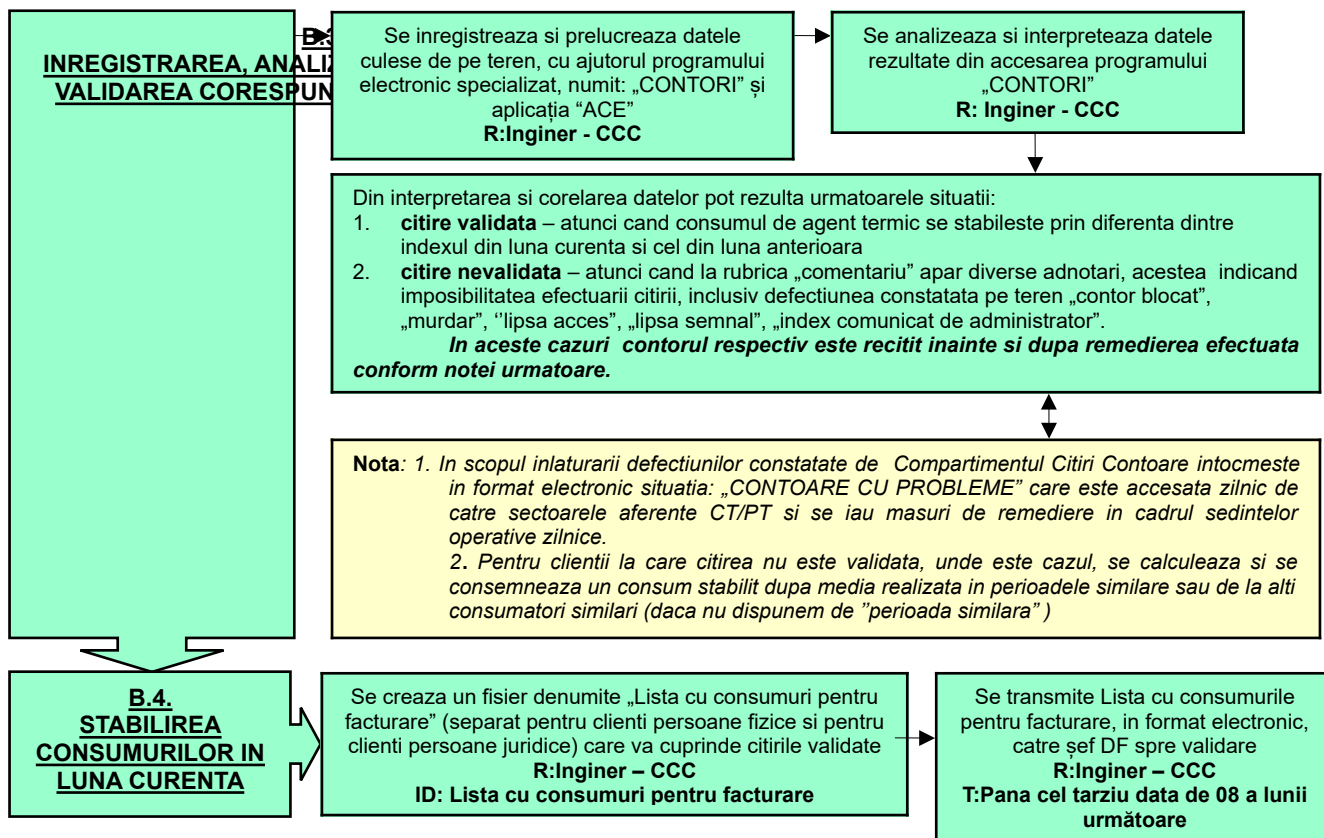 B.3
INREGISTRAREA, ANALIZ
VALIDAREA CORESPUN
Se inregistreaza si prelucreaza datele
culese de pe teren, cu ajutorul programului
electronic specializat, numit: „CONTORI” și
aplicația “ACE”
R:Inginer - CCC
Se analizeaza si interpreteaza datele
rezultate din accesarea programului
„CONTORI”
R: Inginer - CCC
Din interpretarea si corelarea datelor pot rezulta urmatoarele situatii:
1. citire validata – atunci cand consumul de agent termic se stabileste prin diferenta dintre
indexul din luna curenta si cel din luna anterioara
2. citire nevalidata – atunci cand la rubrica „comentariu” apar diverse adnotari, acestea indicand
imposibilitatea efectuarii citirii, inclusiv defectiunea constatata pe teren „contor blocat”,
„murdar”, ‘’lipsa acces”, „lipsa semnal”, „index comunicat de administrator”.
In aceste cazuri contorul respectiv este recitit inainte si dupa remedierea efectuata
conform notei urmatoare.
Nota: 1. In scopul inlaturarii defectiunilor constatate de Compartimentul Citiri Contoare intocmeste
in format electronic situatia: „CONTOARE CU PROBLEME” care este accesata zilnic de
catre sectoarele aferente CT/PT si se iau masuri de remediere in cadrul sedintelor
operative zilnice.
2. Pentru clientii la care citirea nu este validata, unde este cazul, se calculeaza si se
consemneaza un consum stabilit dupa media realizata in perioadele similare sau de la alti
consumatori similari (daca nu dispunem de ’’perioada similara” )
B.4.
STABILIREA
CONSUMURILOR IN
LUNA CURENTA
Se creaza un fisier denumite „Lista cu consumuri pentru
facturare” (separat pentru clienti persoane fizice si pentru
clienti persoane juridice) care va cuprinde citirile validate
R:Inginer – CCC
ID: Lista cu consumuri pentru facturare
Se transmite Lista cu consumurile
pentru facturare, in format electronic,
catre șef DF spre validare
R:Inginer – CCC
T:Pana cel tarziu data de 08 a lunii
următoare